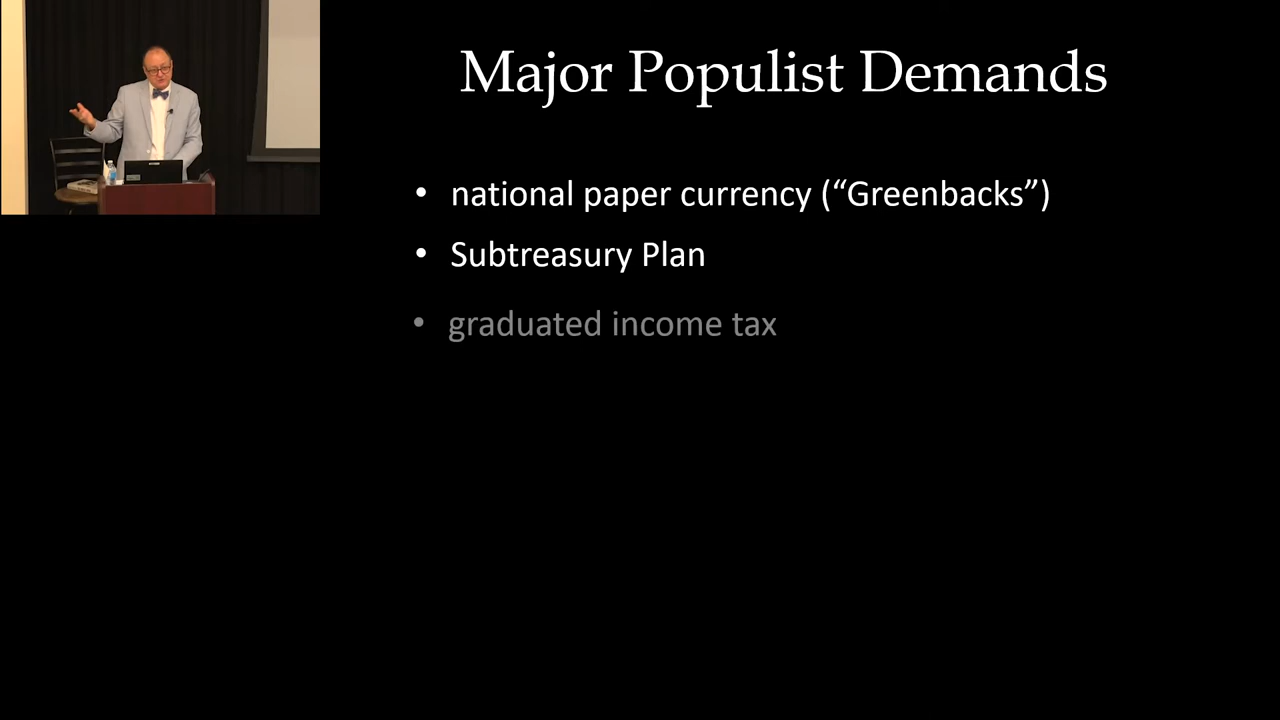 Major Populist Demands
• national paper currency (“Greenbacks”)
• Subtreasury Plan
• graduated income tax